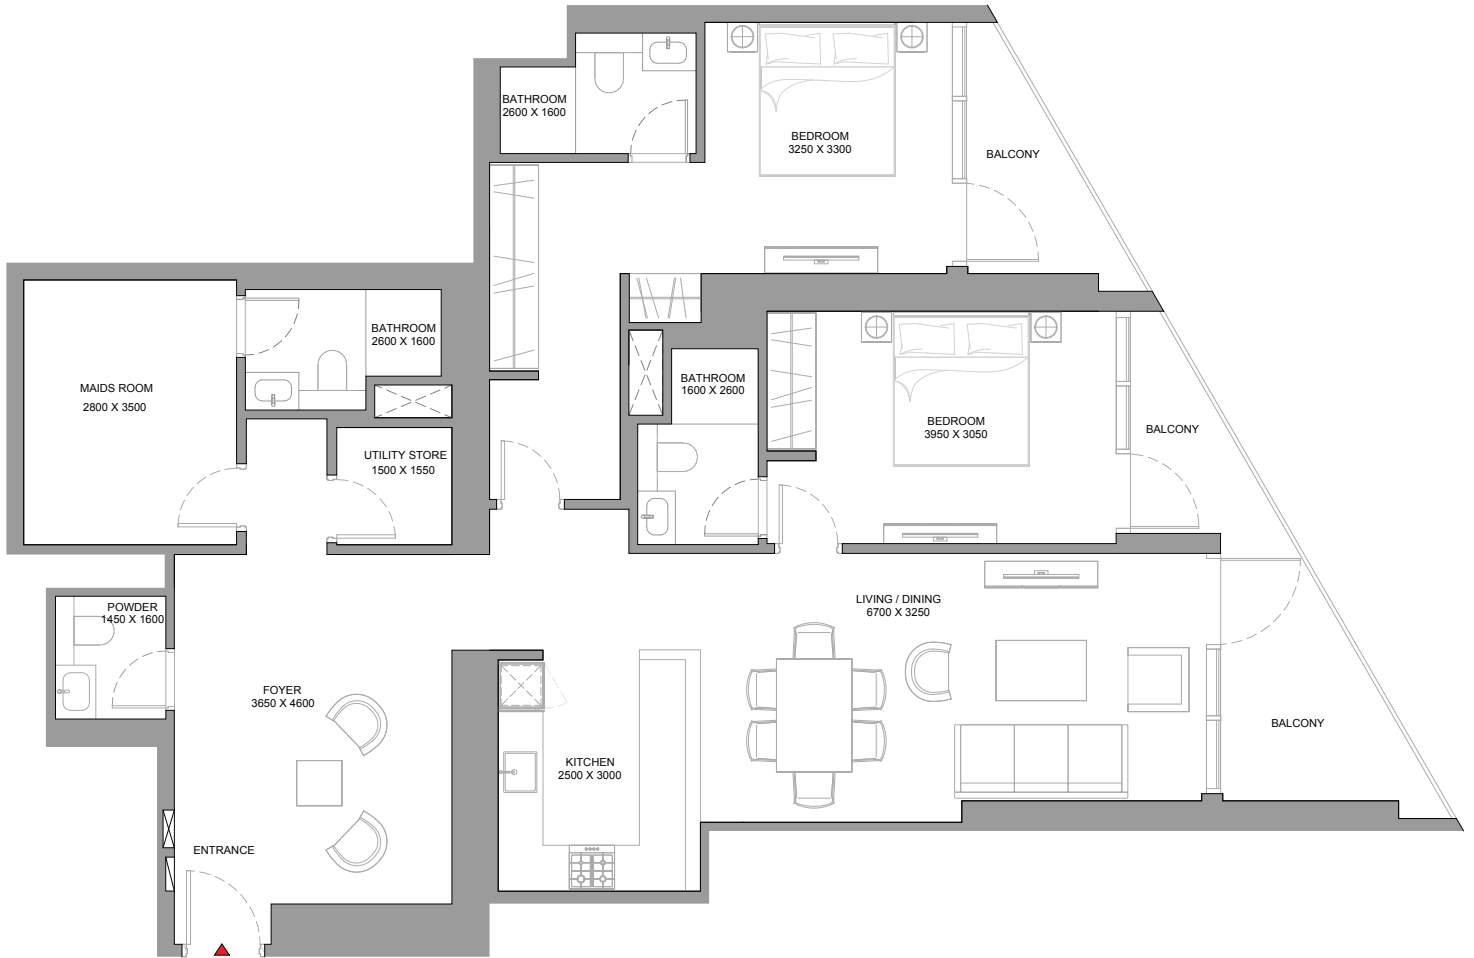 BATHROOM
2600 X 1600
BEDROOM
3250 X 3300
BALCONY
BATHROOM
2600 X 1600
MAIDS ROOM
2800 X 3500
BATHROOM
1600 X 2600
BEDROOM
3950 X 3050
BALCONY
UTILITY STORE
1500 X 1550
POWDER
1450 X 1600
LIVING / DINING
6700 X 3250
FOYER
3650 X 4600
BALCONY
KITCHEN
2500 X 3000
ENTRANCE